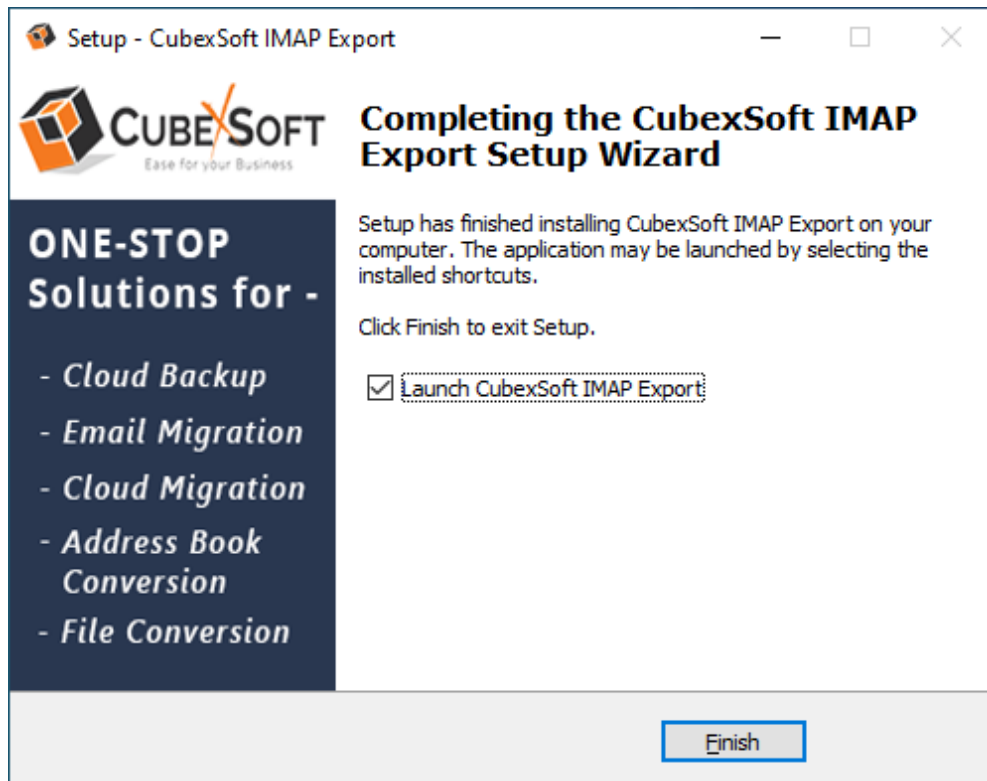 Setup - CubexSoft IMAP Export
CUBEXSOFT
Ease for your Business
Completing the CubexSoft IMAP
Export Setup Wizard
Setup has finished installing CubexSoft IMAP Export on your
computer. The application may be launched by selecting the
installed shortcuts.
Click Finish to exit Setup.
Launch CubexSoft IMAP Export
ONE-STOP
Solutions for -
- Cloud Backup
- Email Migration
- Cloud Migration
- Address Book
Conversion
- File Conversion
Finish